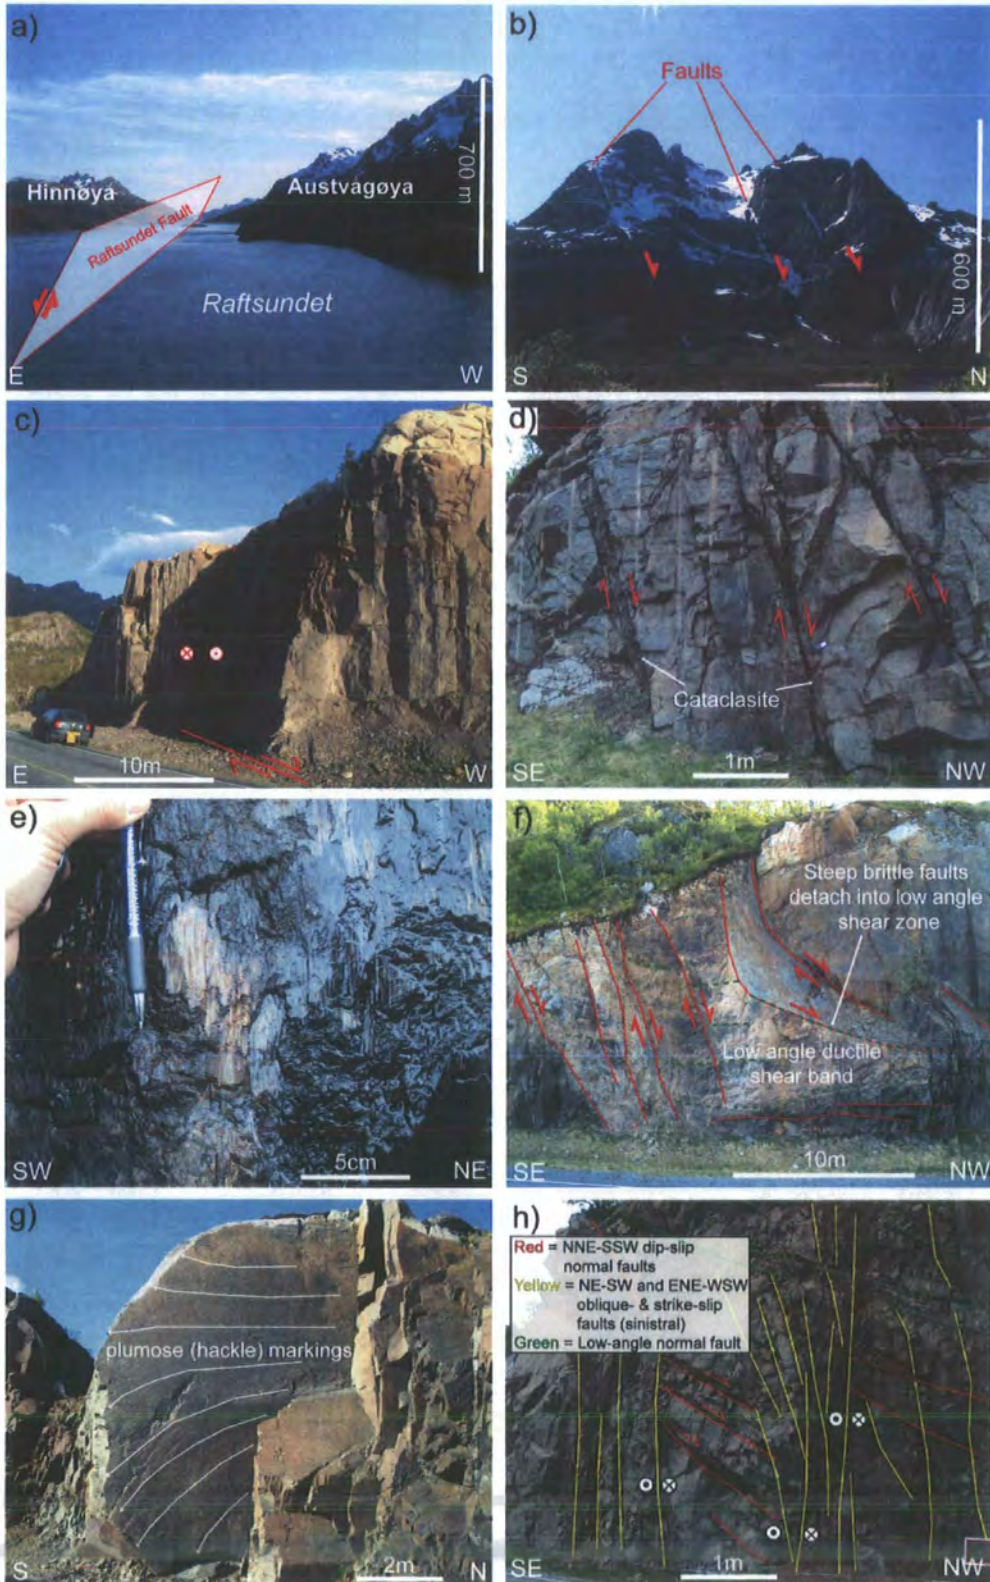 a)
Hinnøya
Austvagøya
700 m
Raftsundet Fault
Raftsundet
E
W
b)
Faults
600 m
S
N
c)
E
10m
W
d)
Cataclasite
SE
1m
NW
e)
SW
5cm
NE
f)
Steep brittle faults
detach into low angle
shear zone
Low angle ductile
shear band
SE
10m
NW
g)
plumose (hackle) markings
S
2m
N
h)
Red = NNE-SSW dip-slip
normal faults
Yellow = NE-SW and ENE-WSW
oblique- & strike-slip
faults (sinistral)
Green = Low-angle normal fault
SE
1m
NW